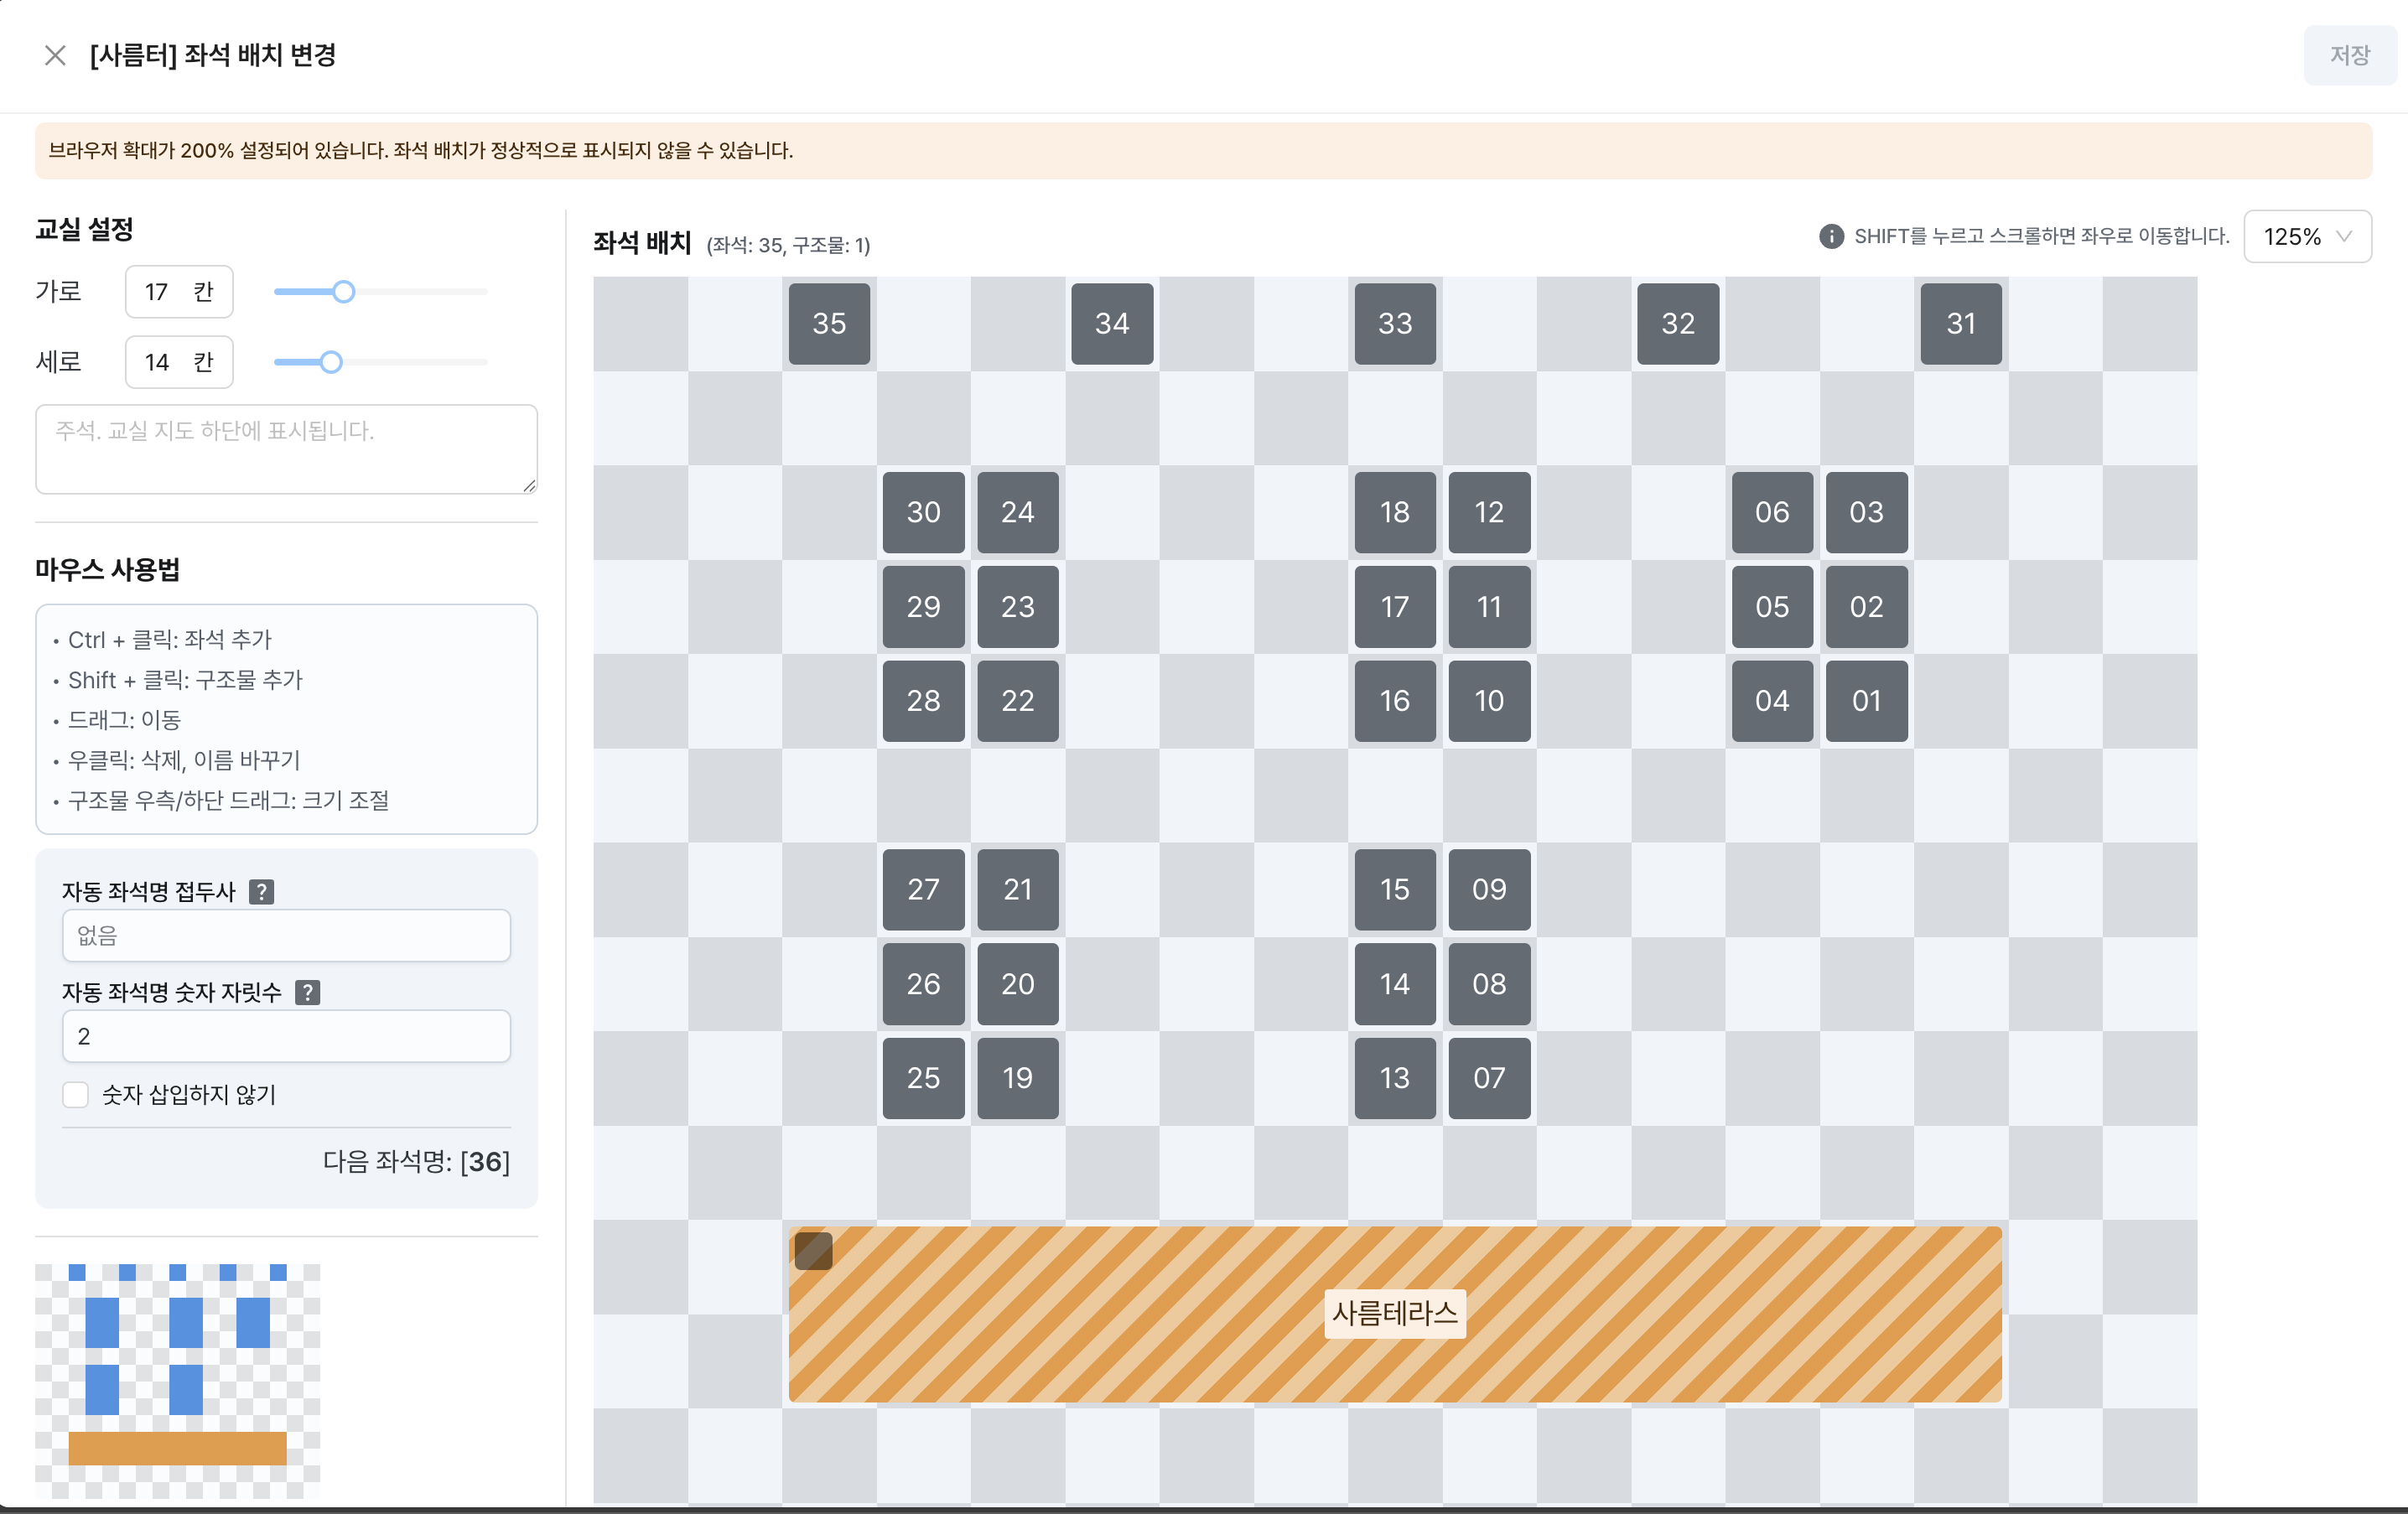 [사름터] 좌석 배치 변경
저장
브라우저 확대가 200% 설정되어 있습니다. 좌석 배치가 정상적으로 표시되지 않을 수 있습니다.
교실 설정
가로 17 칸
세로 14 칸
주석. 교실 지도 하단에 표시됩니다.
마우스 사용법
• Ctrl + 클릭: 좌석 추가
• Shift + 클릭: 구조물 추가
• 드래그: 이동
• 우클릭: 삭제, 이름 바꾸기
• 구조물 우측/하단 드래그: 크기 조절
자동 좌석명 접두사 ?
없음
자동 좌석명 숫자 자릿수 ?
2
숫자 삽입하지 않기
다음 좌석명: [36]
좌석 배치 (좌석: 35, 구조물: 1)
SHIFT를 누르고 스크롤하면 좌우로 이동합니다.
125%
35 34 33 32 31
30 24 18 12 06 03
29 23 17 11 05 02
28 22 16 10 04 01
27 21 15 09
26 20 14 08
25 19 13 07
사름테라스